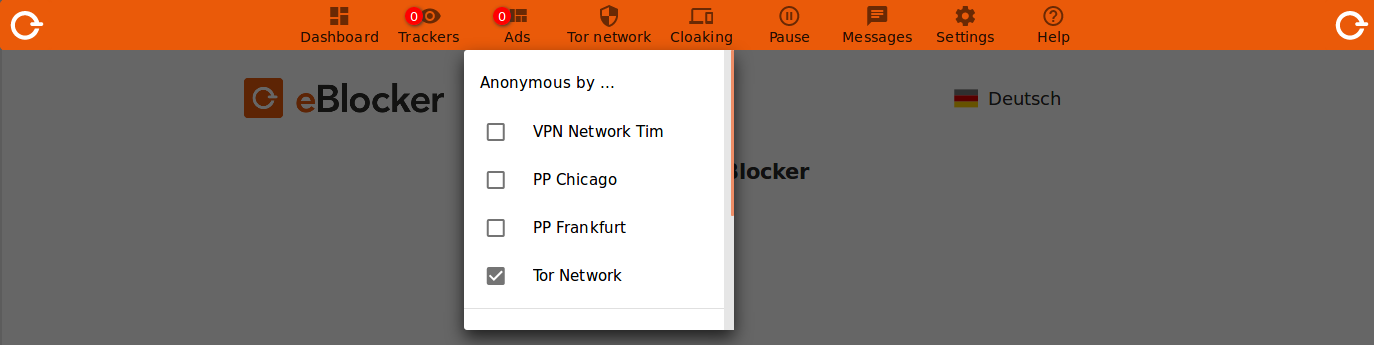 0
0
Dashboard Trackers Ads Tor network Cloaking Pause Messages Settings Help
Anonymous by ...
eBlocker
Deutsch
VPN Network Tim
Blocker
PP Chicago
PP Frankfurt
Tor Network